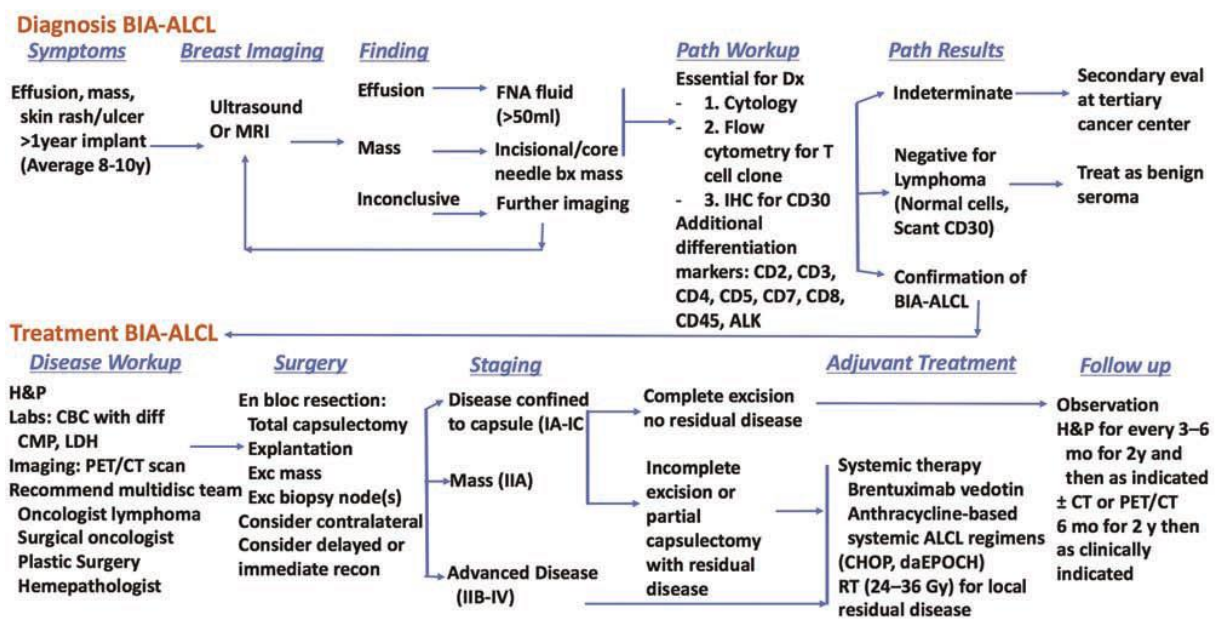 Diagnosis BIA-ALCL
Symptoms
Effusion, mass,
skin rash/ulcer
>1year implant
(Average 8-10y)
Breast Imaging
Ultrasound
Or MRI
Finding
Effusion
Mass
Inconclusive
FNA fluid
(>50ml)
Incisional/core
needle bx mass
Further imaging
Path Workup
Essential for Dx
- 1. Cytology
- 2. Flow
cytometry for T
cell clone
- 3. IHC for CD30
Additional
differentiation
markers: CD2, CD3,
CD4, CD5, CD7, CD8,
CD45, ALK
Path Results
Indeterminate
Secondary eval
at tertiary
cancer center
Negative for
Lymphoma
(Normal cells,
Scant CD30)
Treat as benign
seroma
Confirmation of
BIA-ALCL
Treatment BIA-ALCL
Disease Workup
H&P
Labs: CBC with diff
CMP, LDH
Imaging: PET/CT scan
Recommend multidisc team
Oncologist lymphoma
Surgical oncologist
Plastic Surgery
Hemepathologist
Surgery
En bloc resection:
Total capsulectomy
Explantation
Exc mass
Exc biopsy node(s)
Consider contralateral
Consider delayed or
immediate recon
Staging
Disease confined
to capsule (IA-IC
Mass (IIA)
Advanced Disease
(IIB-IV)
Complete excision
no residual disease
Incomplete
excision or
partial
capsulectomy
with residual
disease
Adjuvant Treatment
Systemic therapy
Brentuximab vedotin
Anthracycline-based
systemic ALCL regimens
(CHOP, daEPOCH)
RT (24–36 Gy) for local
residual disease
Follow up
Observation
H&P for every 3–6
mo for 2y and
then as indicated
± CT or PET/CT
6 mo for 2 y then
as clinically
indicated